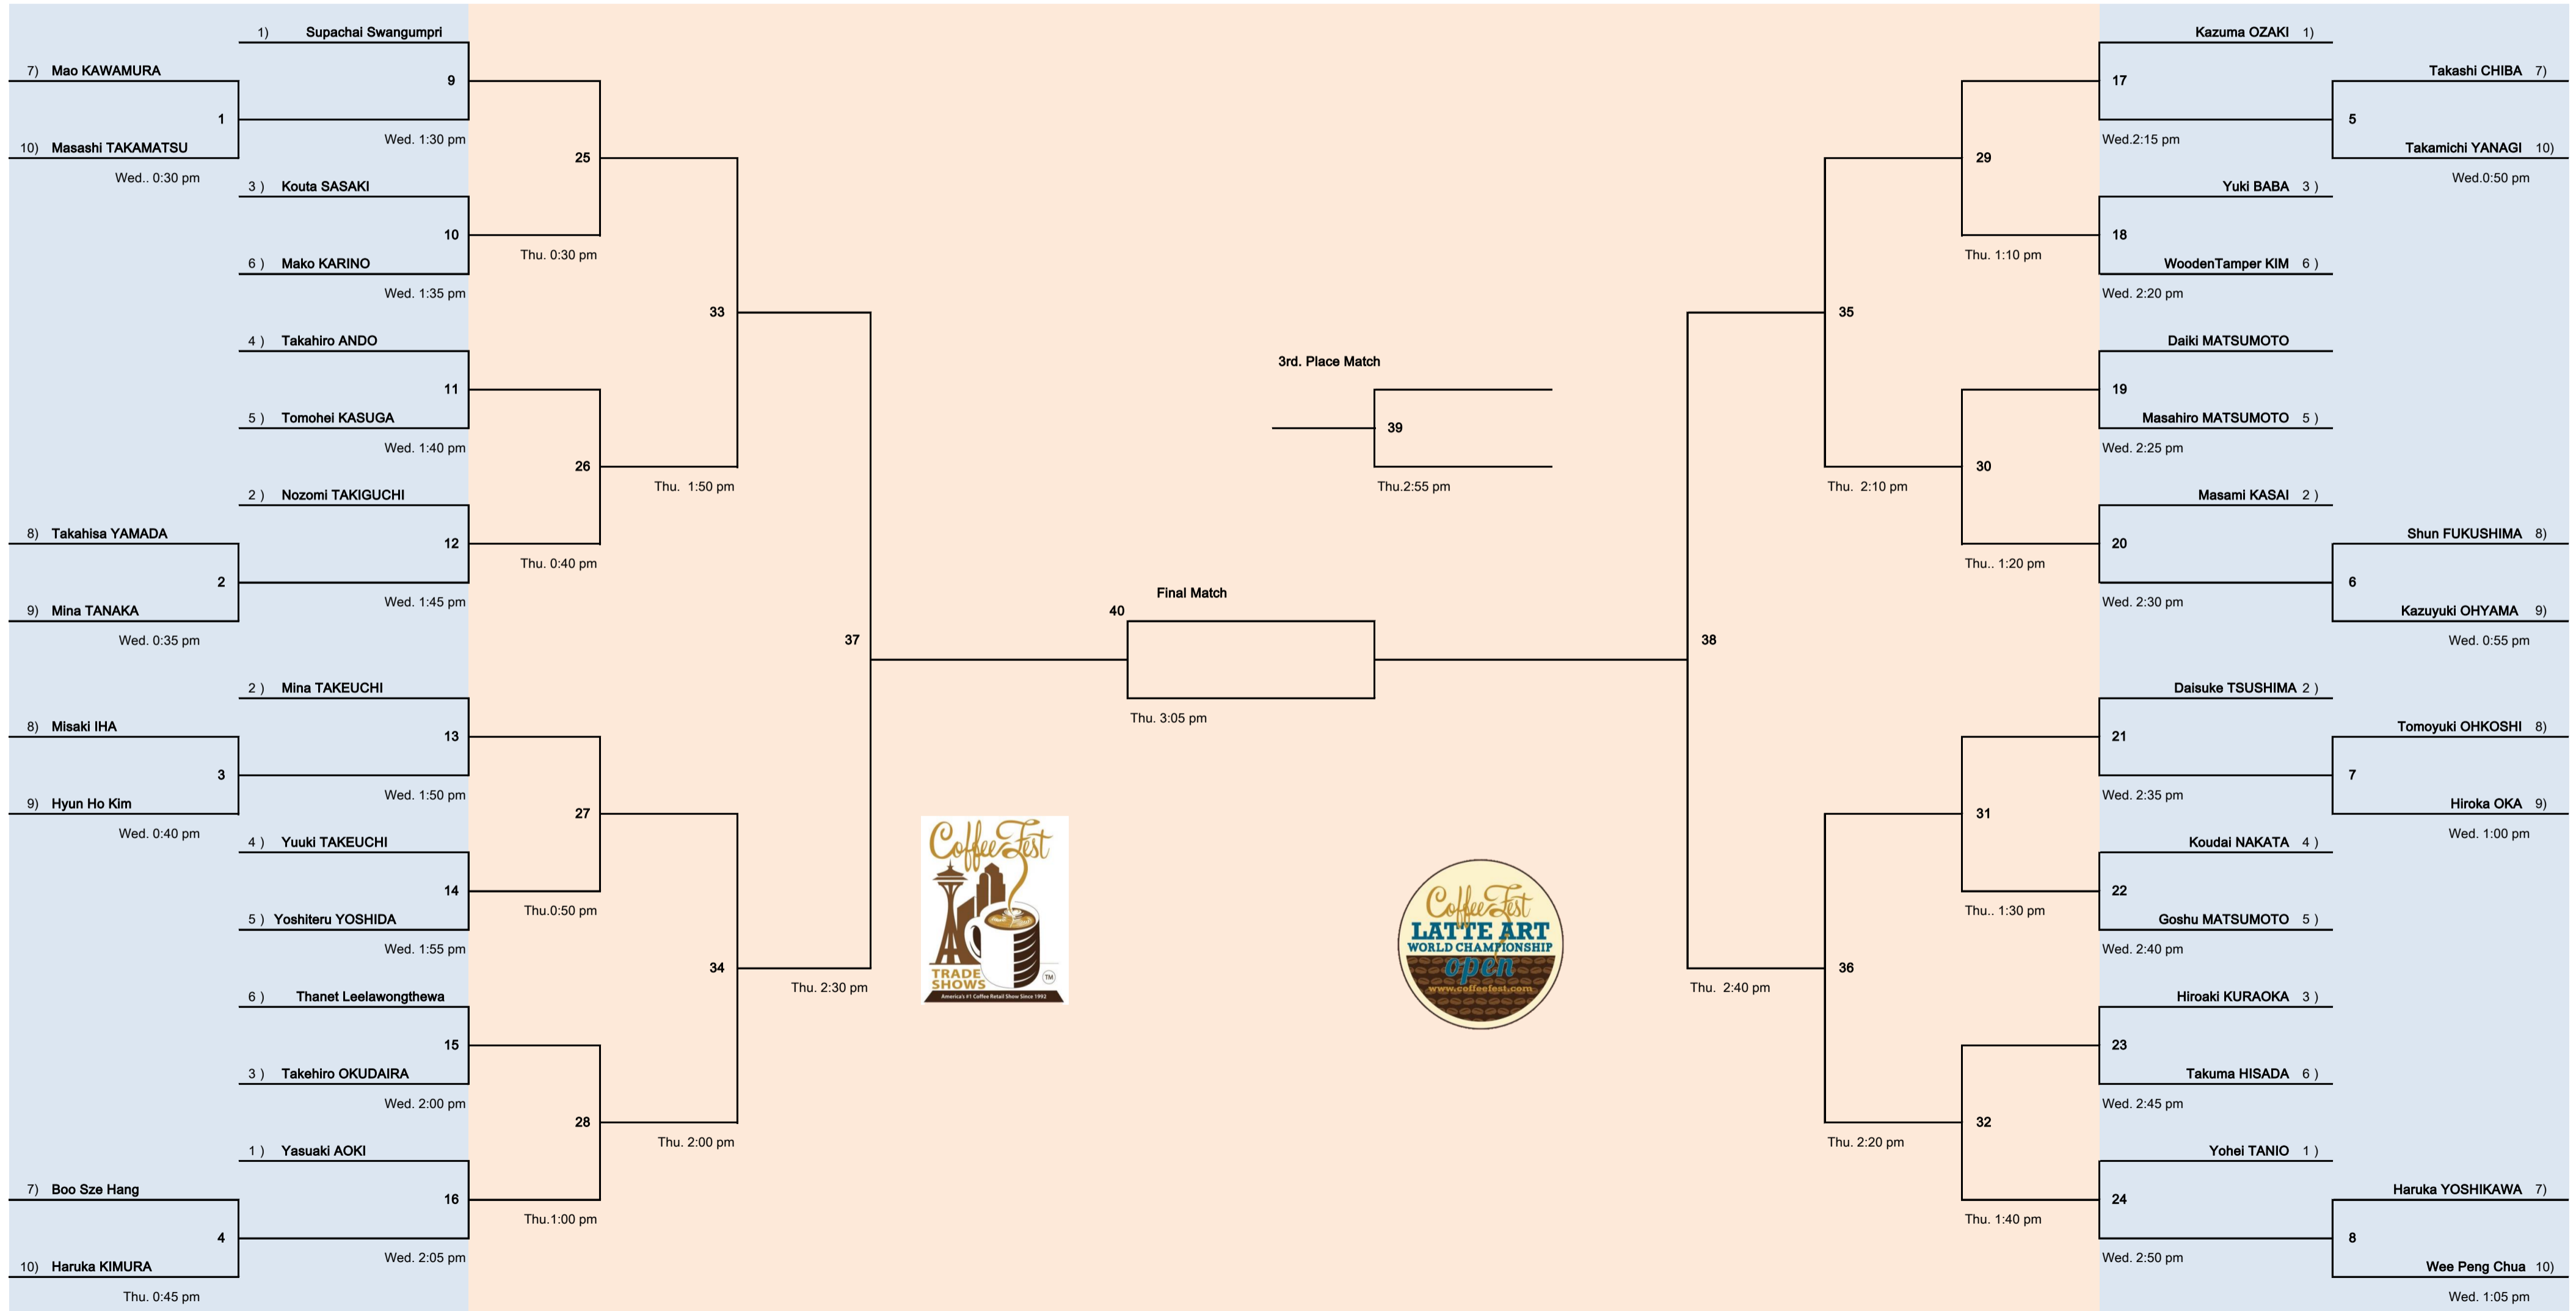 1) Supachai Swangumpri
7) Mao KAWAMURA
9
1
Wed. 1:30 pm
10) Masashi TAKAMATSU
25
Wed.. 0:30 pm
3 ) Kouta SASAKI
10
Thu. 0:30 pm
6 ) Mako KARINO
Wed. 1:35 pm
33
4 ) Takahiro ANDO
11
5 ) Tomohei KASUGA
Wed. 1:40 pm
26
Thu. 1:50 pm
2 ) Nozomi TAKIGUCHI
8) Takahisa YAMADA
12
Thu. 0:40 pm
2
Wed. 1:45 pm
9) Mina TANAKA
Wed. 0:35 pm
37
2 ) Mina TAKEUCHI
8) Misaki IHA
13
3
Wed. 1:50 pm
9) Hyun Ho Kim
27
Wed. 0:40 pm
4 ) Yuuki TAKEUCHI
14
Thu.0:50 pm
5 ) Yoshiteru YOSHIDA
Wed. 1:55 pm
34
Thu. 2:30 pm
6 ) Thanet Leelawongthewa
15
3 ) Takehiro OKUDAIRA
Wed. 2:00 pm
28
Thu. 2:00 pm
1 ) Yasuaki AOKI
7) Boo Sze Hang
16
Thu.1:00 pm
4
Wed. 2:05 pm
10) Haruka KIMURA
Thu. 0:45 pm
3rd. Place Match
39
Thu.2:55 pm
Final Match
40
Thu. 3:05 pm
Coffee Fest
TRADE
SHOWS
TM
America's #1 Coffee Retail Show Since 1992
Coffee Fest
LATTE ART
WORLD CHAMPIONSHIP
open
www.coffeefest.com
Kazuma OZAKI 1)
Takashi CHIBA 7)
17
5
Wed.2:15 pm
Takamichi YANAGI 10)
29
Wed.0:50 pm
Yuki BABA 3 )
18
Thu. 1:10 pm
WoodenTamper KIM 6 )
Wed. 2:20 pm
35
Daiki MATSUMOTO
19
Masahiro MATSUMOTO 5 )
Wed. 2:25 pm
30
Thu. 2:10 pm
Masami KASAI 2 )
Shun FUKUSHIMA 8)
20
Thu.. 1:20 pm
6
Wed. 2:30 pm
Kazuyuki OHYAMA 9)
Wed. 0:55 pm
38
Daisuke TSUSHIMA 2 )
Tomoyuki OHKOSHI 8)
21
7
Wed. 2:35 pm
Hiroka OKA 9)
31
Wed. 1:00 pm
Koudai NAKATA 4 )
22
Thu.. 1:30 pm
Goshu MATSUMOTO 5 )
Wed. 2:40 pm
36
Thu. 2:40 pm
Hiroaki KURAOKA 3 )
23
Takuma HISADA 6 )
Wed. 2:45 pm
32
Thu. 2:20 pm
Yohei TANIO 1 )
Haruka YOSHIKAWA 7)
24
Thu. 1:40 pm
8
Wed. 2:50 pm
Wee Peng Chua 10)
Wed. 1:05 pm